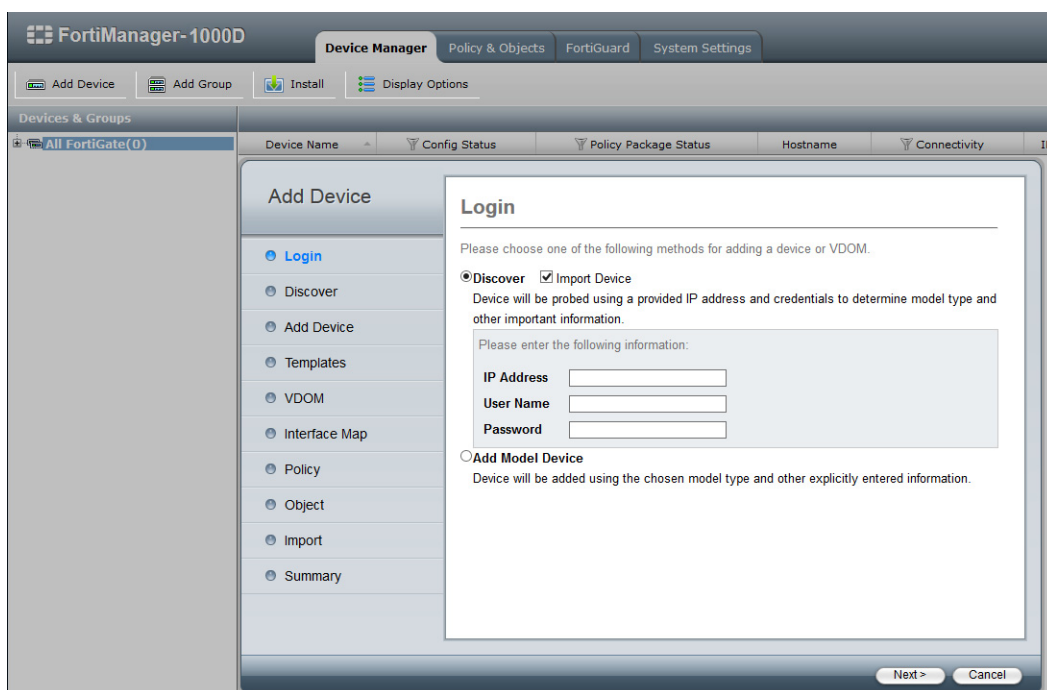 FortiManager-1000D
Device Manager
Policy & Objects
FortiGuard
System Settings
Add Device
Add Group
Install
Display Options
Devices & Groups
All FortiGate(0)
Device Name
Config Status
Policy Package Status
Hostname
Connectivity
Add Device
Login
Discover
Add Device
Templates
VDOM
Interface Map
Policy
Object
Import
Summary
Login
Please choose one of the following methods for adding a device or VDOM.
Discover Import Device
Device will be probed using a provided IP address and credentials to determine model type and
other important information.
Please enter the following information:
IP Address
User Name
Password
Add Model Device
Device will be added using the chosen model type and other explicitly entered information.
Next >
Cancel